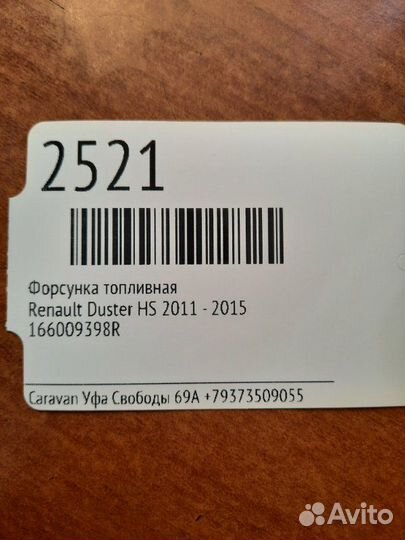 2521
Форсунка топливная
Renault Duster HS 2011 - 2015
166009398R
Caravan Уфа Свободы 69А +79373509055
Avito